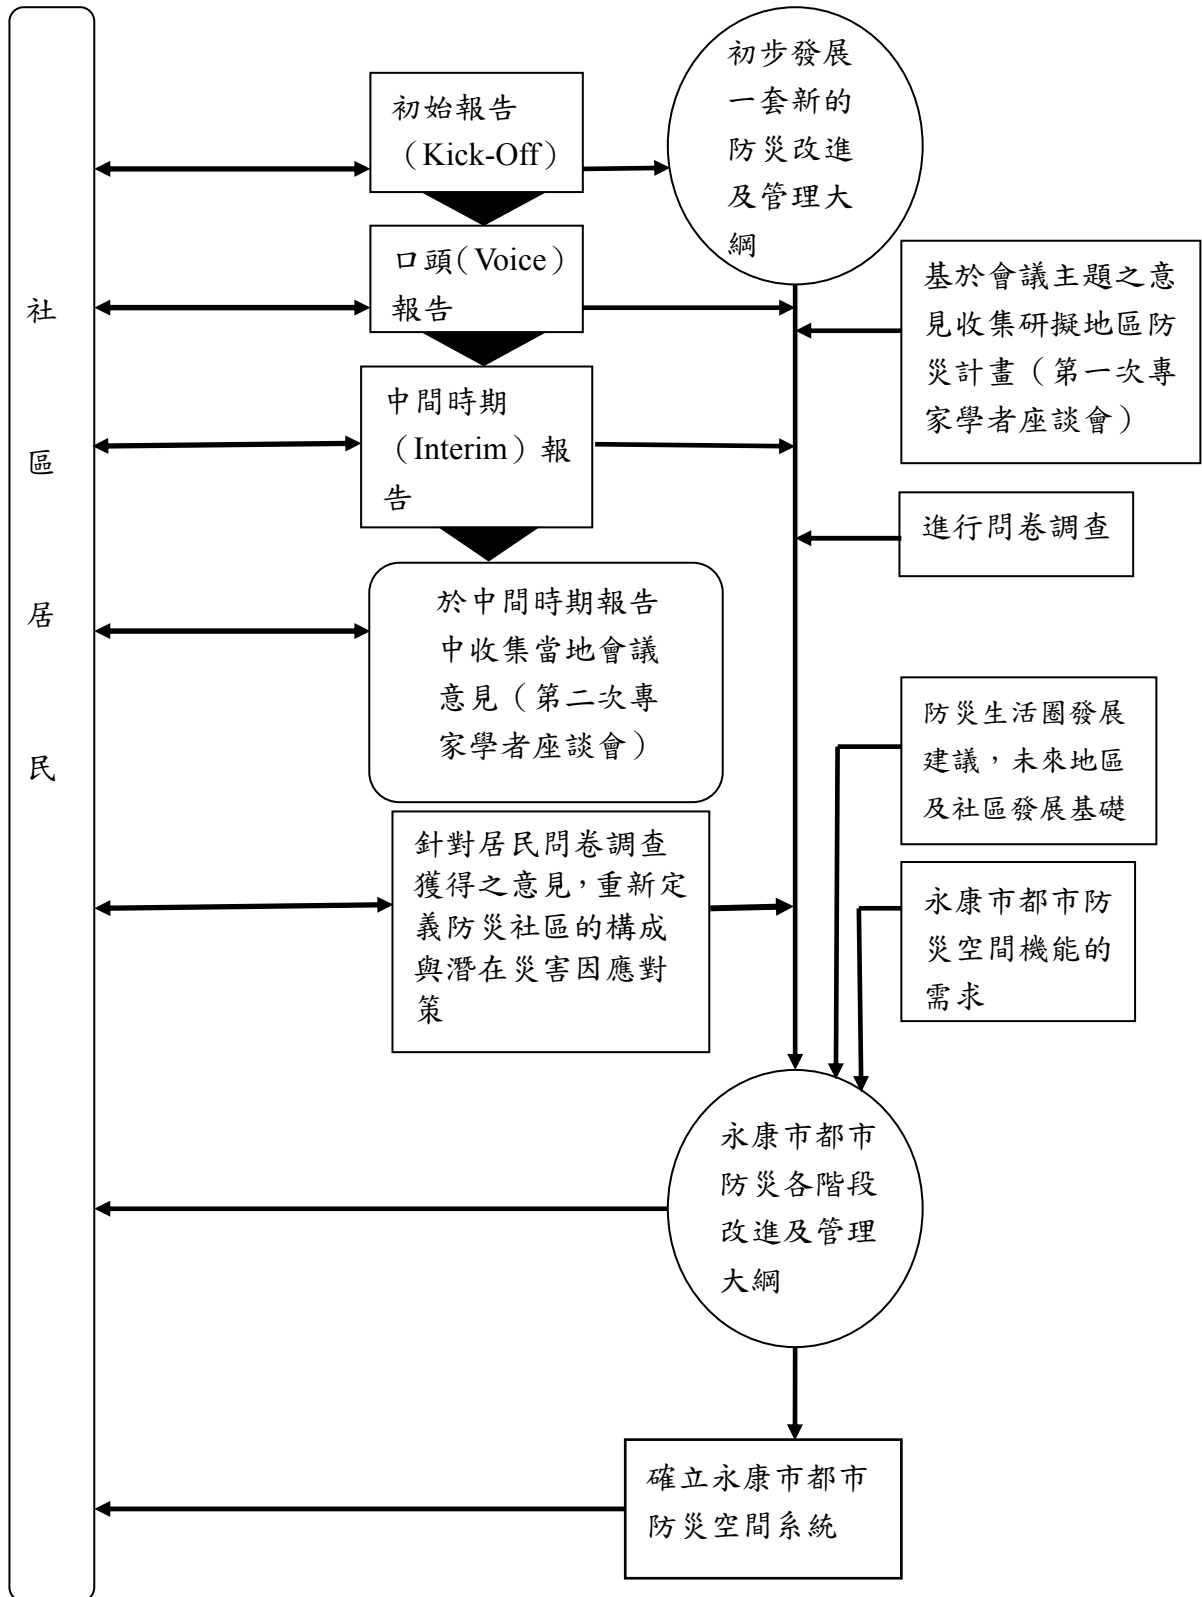 社
區
居
民
初始報告
（Kick-Off）
初步發展
一套新的
防災改進
及管理大
綱
口頭（Voice）
報告
基於會議主題之意
見收集研擬地區防
災計畫（第一次專
家學者座談會）
中間時期
（Interim）報
告
進行問卷調查
於中間時期報告
中收集當地會議
意見（第二次專
家學者座談會）
防災生活圈發展
建議，未來地區
及社區發展基礎
針對居民問卷調查
獲得之意見，重新定
義防災社區的構成
與潛在災害因應對
策
永康市都市防
災空間機能的
需求
永康市都市
防災各階段
改進及管理
大綱
確立永康市都市
防災空間系統